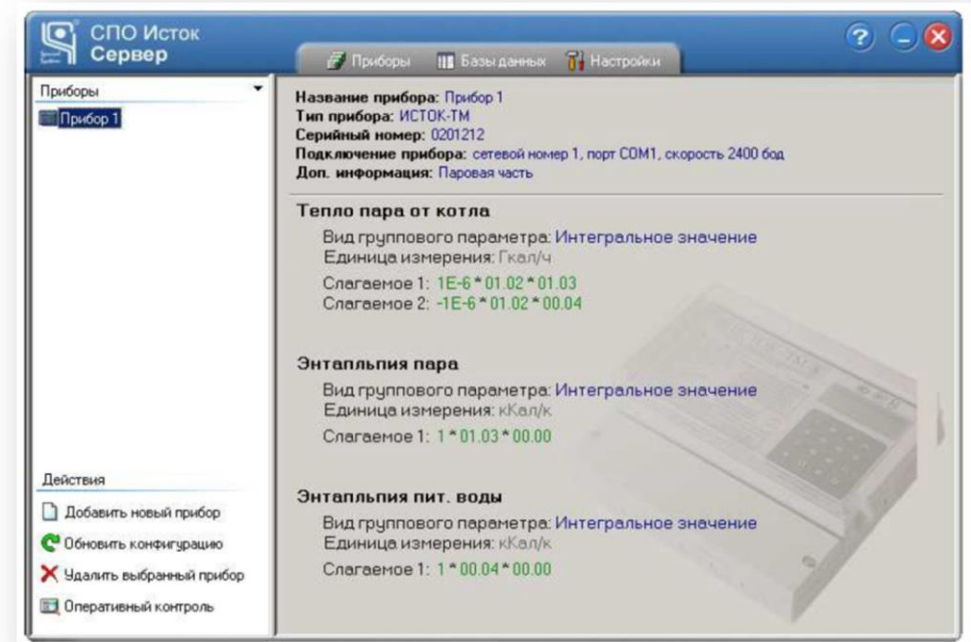 СПО Исток
Сервер
Приборы
Базы данных
Настройки
?
Приборы
Прибор 1
Название прибора: Прибор 1
Тип прибора: ИСТОК-ТМ
Серийный номер: 0201212
Подключение прибора: сетевой номер 1, порт COM1, скорость 2400 бод
Доп. информация: Паровая часть
Тепло пара от котла
Вид группового параметра: Интегральное значение
Единица измерения: Гкал/ч
Слагаемое 1: 1E-6 * 01.02 * 01.03
Слагаемое 2: -1E-6 * 01.02 * 00.04
Энтапльпия пара
Вид группового параметра: Интегральное значение
Единица измерения: кКал/к
Слагаемое 1: 1 * 01.03 * 00.00
Энтапльпия пит. воды
Вид группового параметра: Интегральное значение
Единица измерения: кКал/к
Слагаемое 1: 1 * 00.04 * 00.00
Действия
Добавить новый прибор
Обновить конфигурацию
Удалить выбранный прибор
Оперативный контроль